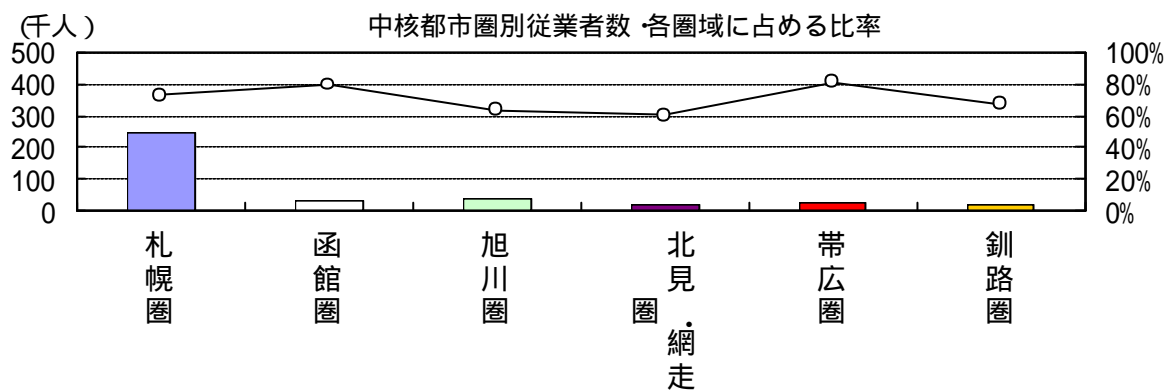 (千人)
中核都市圏別従業者数・各圏域に占める比率
500
400
300
200
100
0
100%
80%
60%
40%
20%
0%
札幌圏
函館圏
旭川圏
北見・網走圏
帯広圏
釧路圏